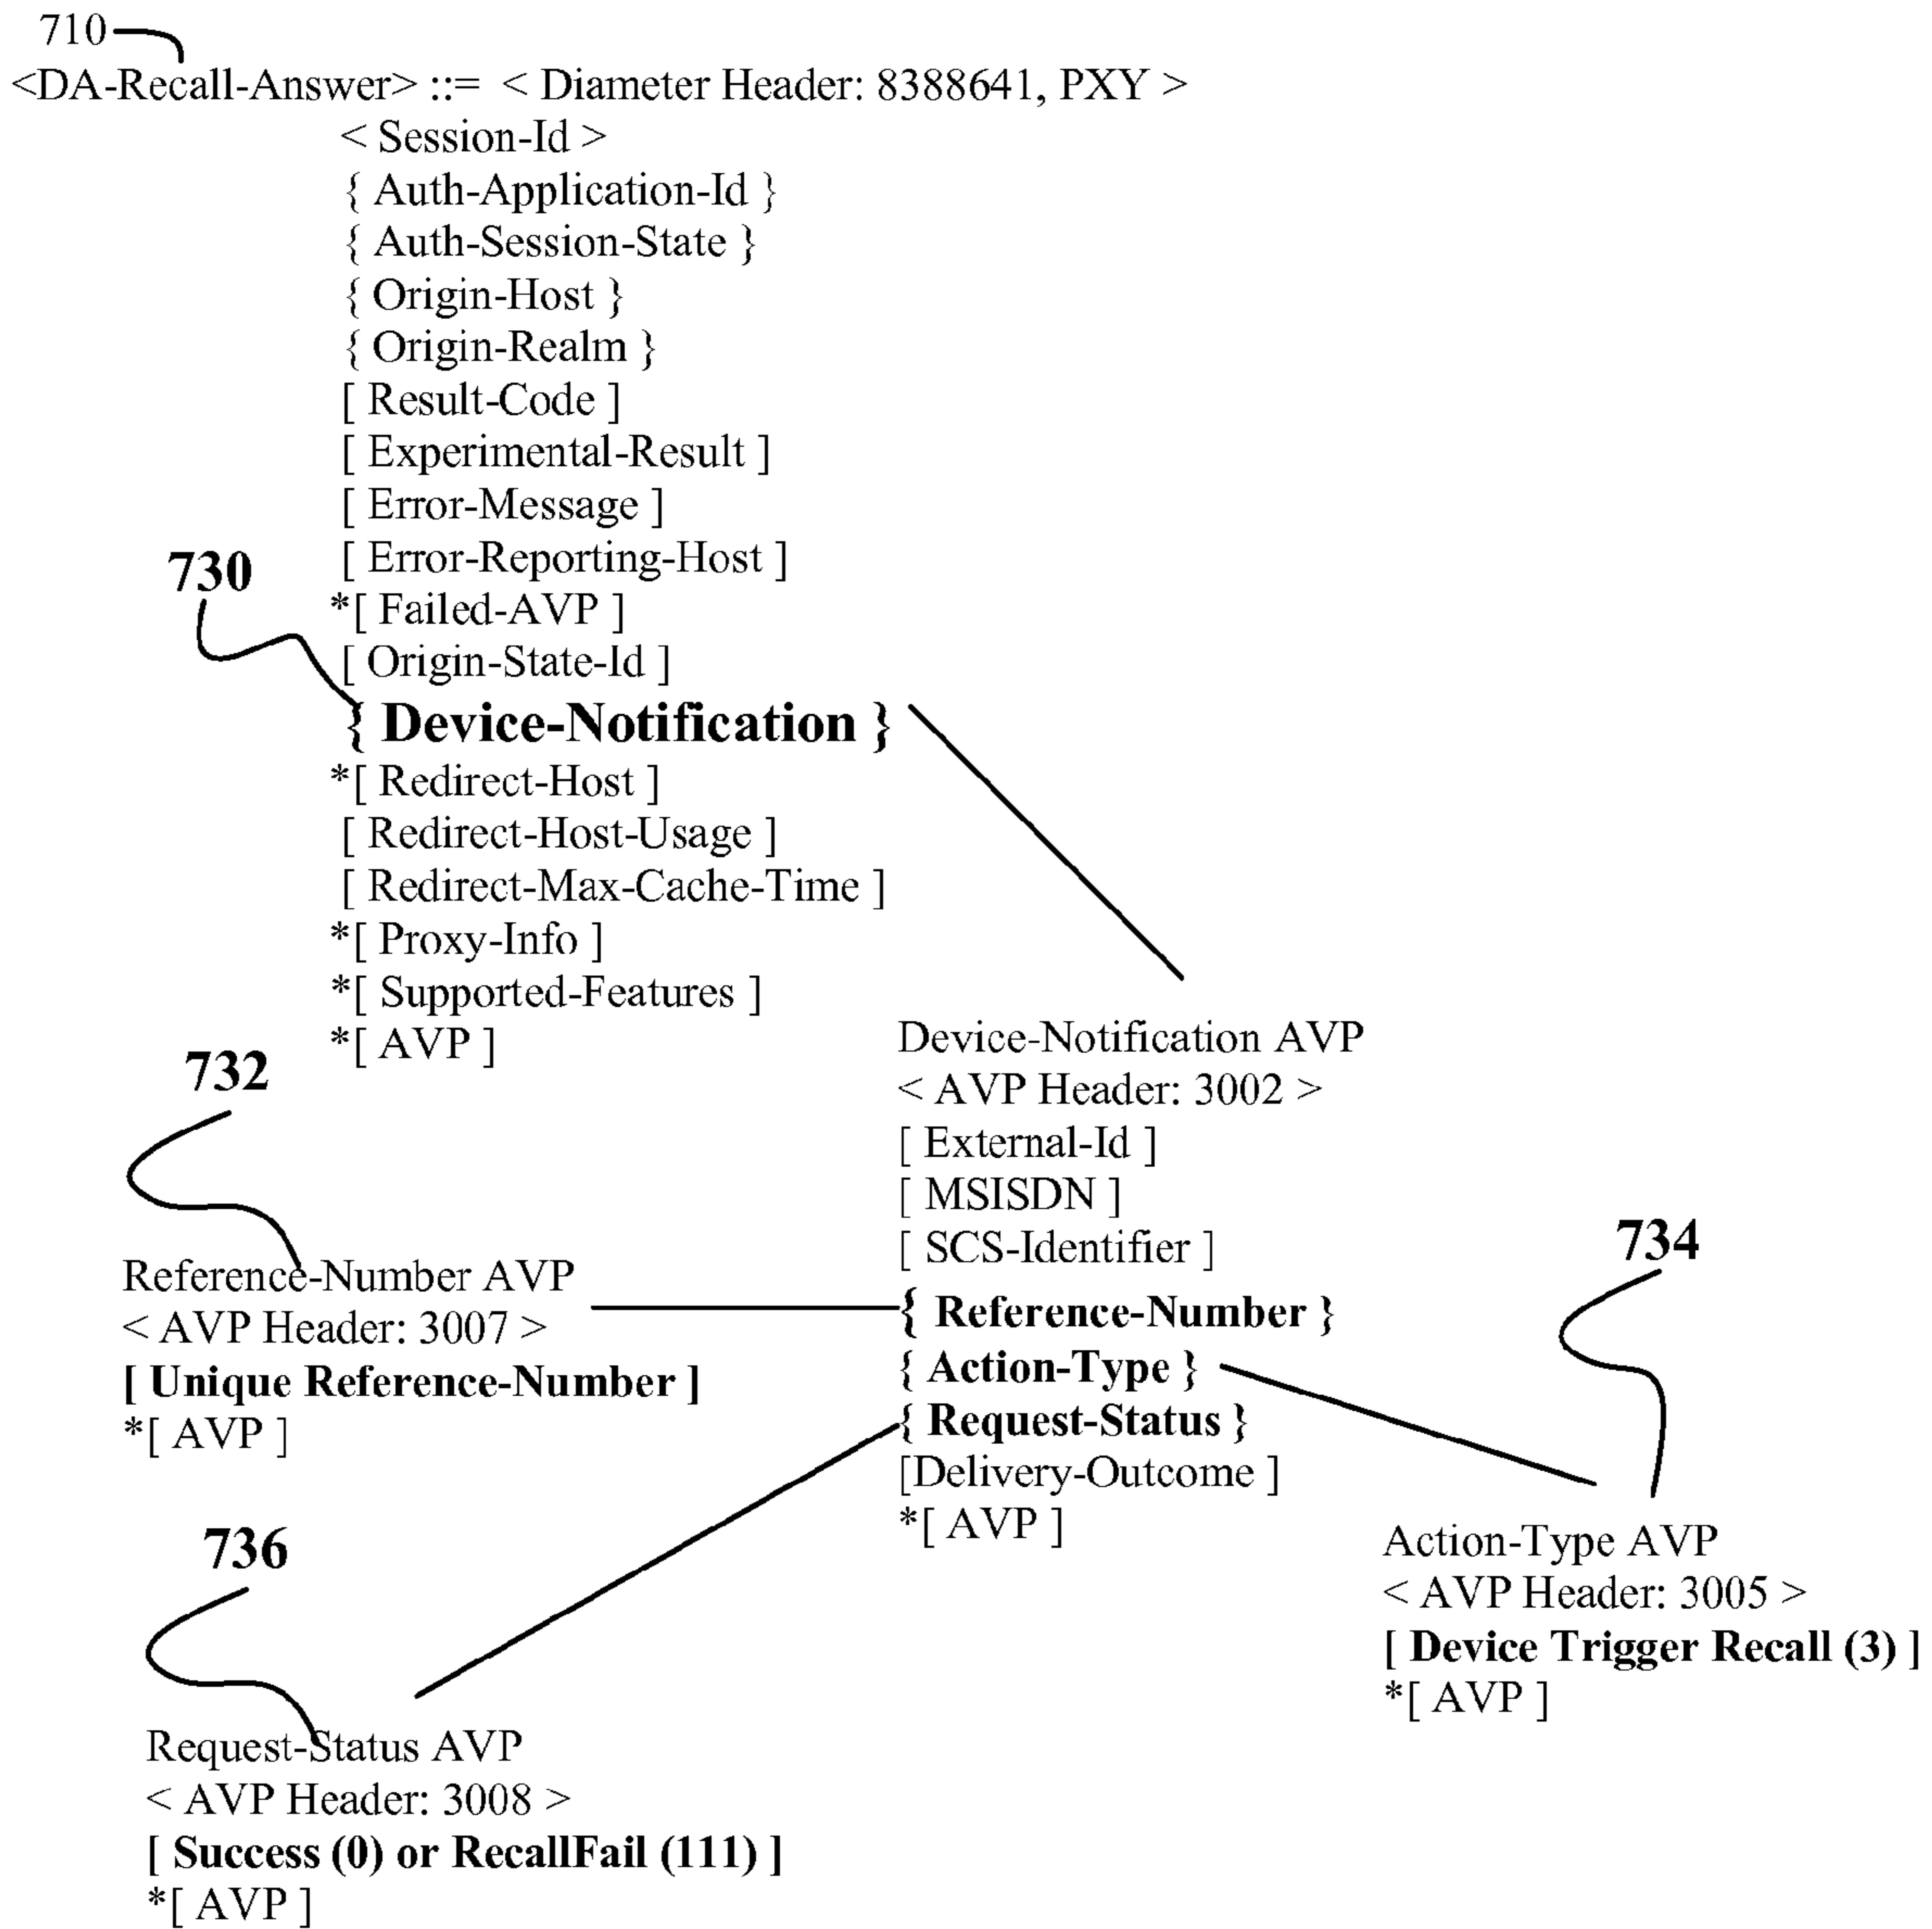 710
<DA-Recall-Answer> ::= < Diameter Header: 8388641, PXY >
< Session-Id >
{ Auth-Application-Id }
{ Auth-Session-State }
{ Origin-Host }
{ Origin-Realm }
[ Result-Code ]
[ Experimental-Result ]
[ Error-Message ]
[ Error-Reporting-Host ]
730
*[ Failed-AVP ]
[ Origin-State-Id ]
{ Device-Notification }
*[ Redirect-Host ]
[ Redirect-Host-Usage ]
[ Redirect-Max-Cache-Time ]
*[ Proxy-Info ]
*[ Supported-Features ]
*[ AVP ]
Device-Notification AVP
< AVP Header: 3002 >
[ External-Id ]
[ MSISDN ]
[ SCS-Identifier ]
{ Reference-Number }
{ Action-Type }
{ Request-Status }
[Delivery-Outcome ]
*[ AVP ]
732
Reference-Number AVP
< AVP Header: 3007 >
[ Unique Reference-Number ]
*[ AVP ]
734
Action-Type AVP
< AVP Header: 3005 >
[ Device Trigger Recall (3) ]
*[ AVP ]
736
Request-Status AVP
< AVP Header: 3008 >
[ Success (0) or RecallFail (111) ]
*[ AVP ]